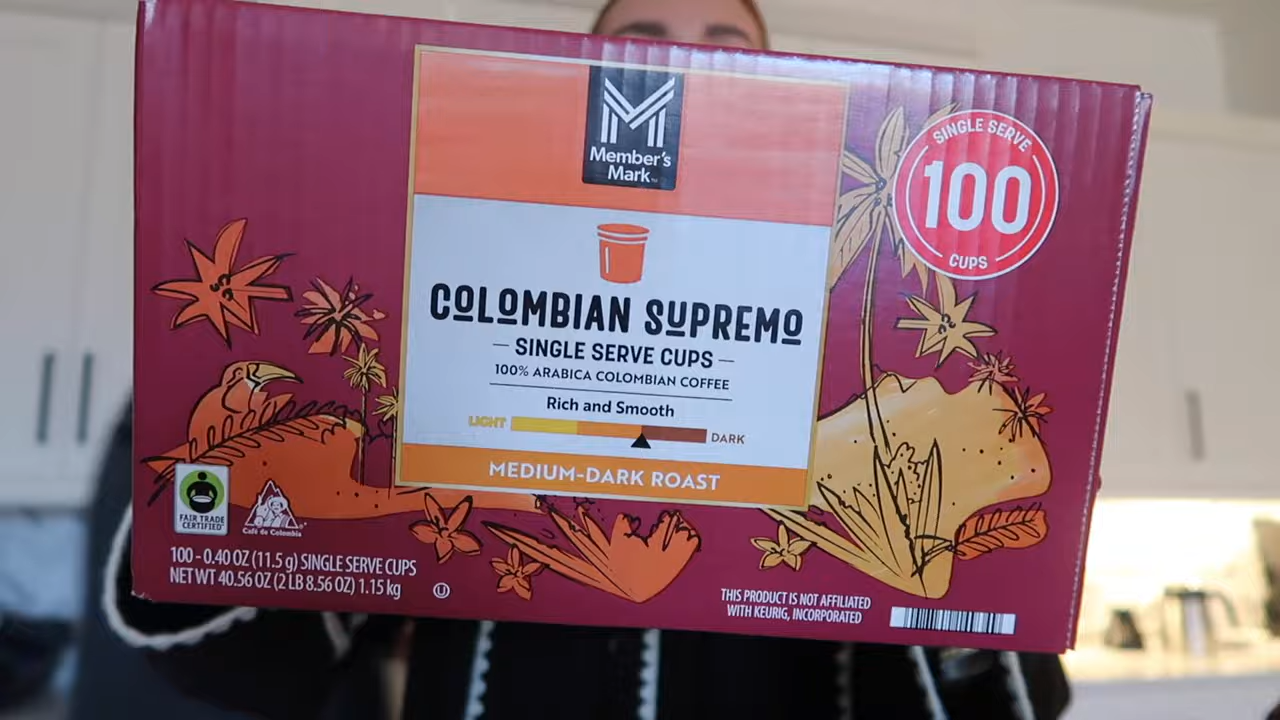 Member's
Mark
SINGLE SERVE
100
CUPS
COLOMBIAN SUPREMO
SINGLE SERVE CUPS
100% ARABICA COLOMBIAN COFFEE
Rich and Smooth
LIGHT DARK
MEDIUM-DARK ROAST
FAIR TRADE
CERTIFIED
Café de Colombia
100 - 0.40 OZ (11.5 g) SINGLE SERVE CUPS
NET WT 40.56 OZ (2 LB 8.56 OZ) 1.15 kg
U
THIS PRODUCT IS NOT AFFILIATED
WITH KEURIG, INCORPORATED